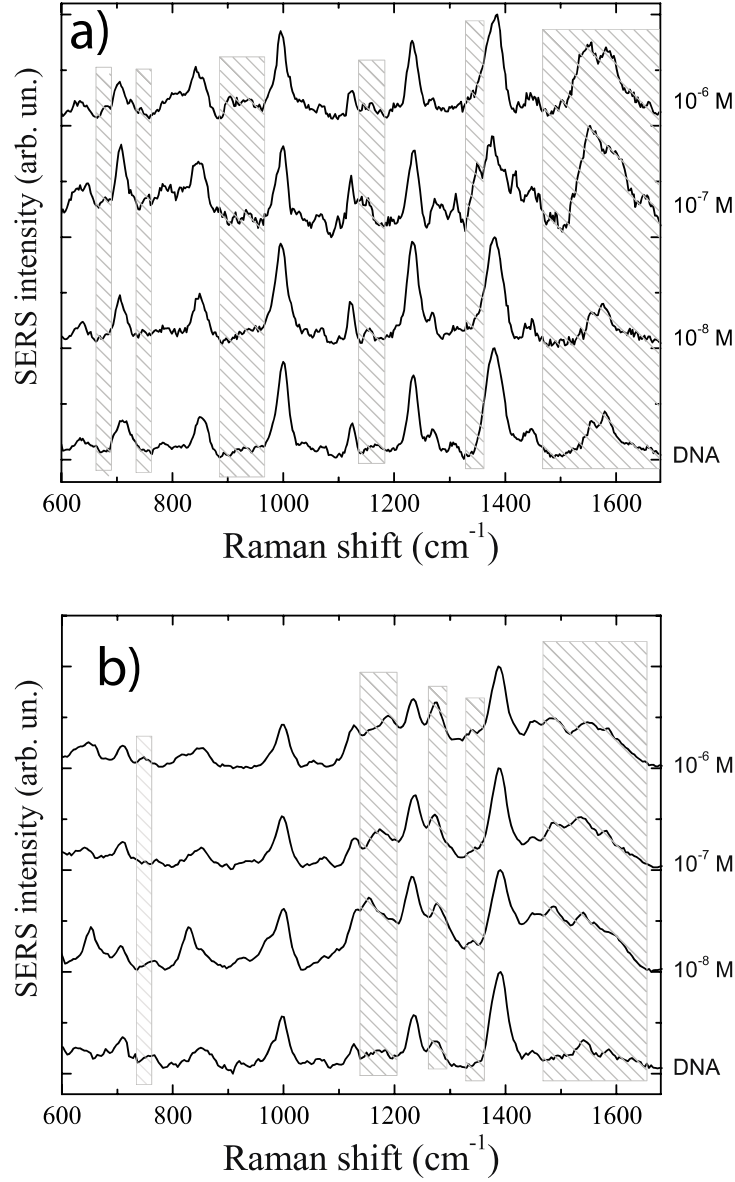 a)
SERS intensity (arb. un.)
10⁻⁶ M
10⁻⁷ M
10⁻⁸ M
DNA
600 800 1000 1200 1400 1600
Raman shift (cm⁻¹)
b)
SERS intensity (arb. un.)
10⁻⁶ M
10⁻⁷ M
10⁻⁸ M
DNA
600 800 1000 1200 1400 1600
Raman shift (cm⁻¹)